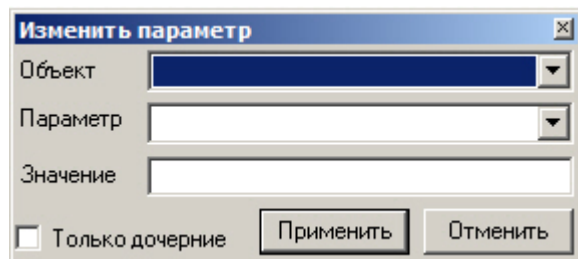 Изменить параметр
Объект
Параметр
Значение
Только дочерние Применить Отменить